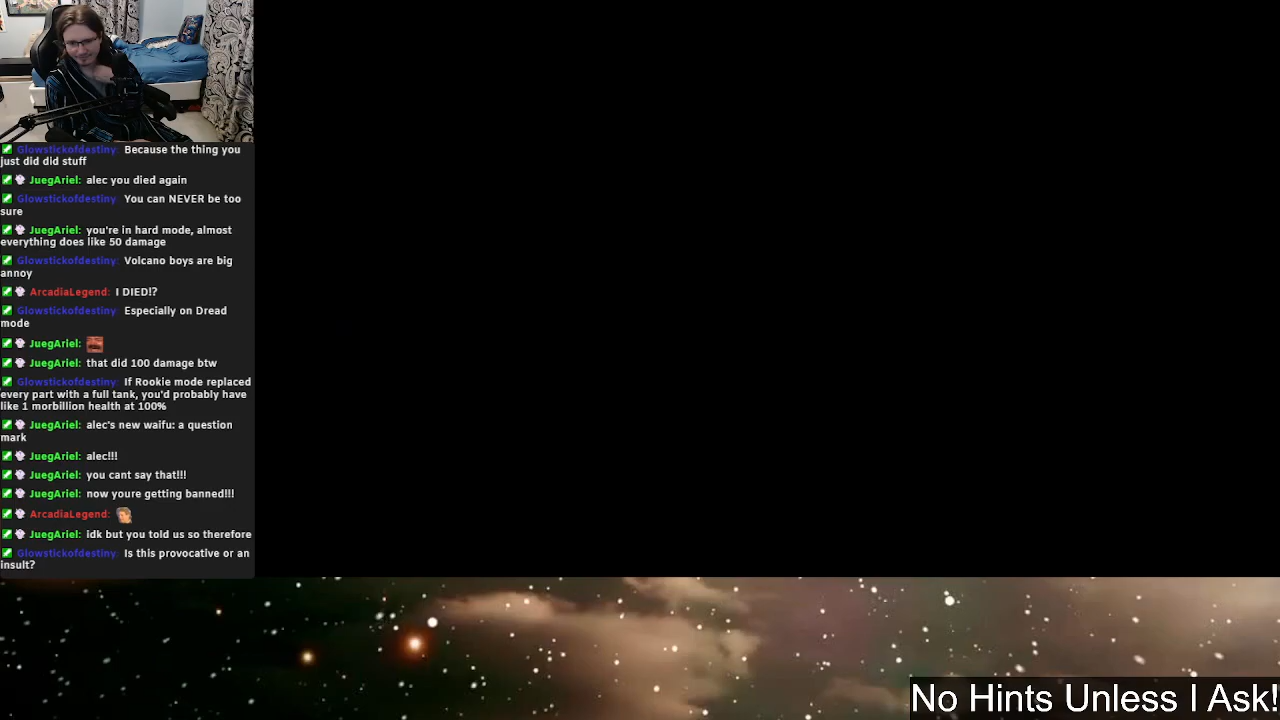 Glowstickofdestiny: Because the thing you
just did did stuff
JuegAriel: alec you died again
Glowstickofdestiny: You can NEVER be too
sure
JuegAriel: you're in hard mode, almost
everything does like 50 damage
Glowstickofdestiny: Volcano boys are big
annoy
ArcadiaLegend: I DIED!?
Glowstickofdestiny: Especially on Dread
mode
JuegAriel:
JuegAriel: that did 100 damage btw
Glowstickofdestiny: If Rookie mode replaced
every part with a full tank, you'd probably have
like 1 morbillion health at 100%
JuegAriel: alec's new waifu: a question
mark
JuegAriel: alec!!!
JuegAriel: you cant say that!!!
JuegAriel: now youre getting banned!!!
ArcadiaLegend:
JuegAriel: idk but you told us so therefore
Glowstickofdestiny: Is this provocative or an
insult?
No Hints Unless I Ask!